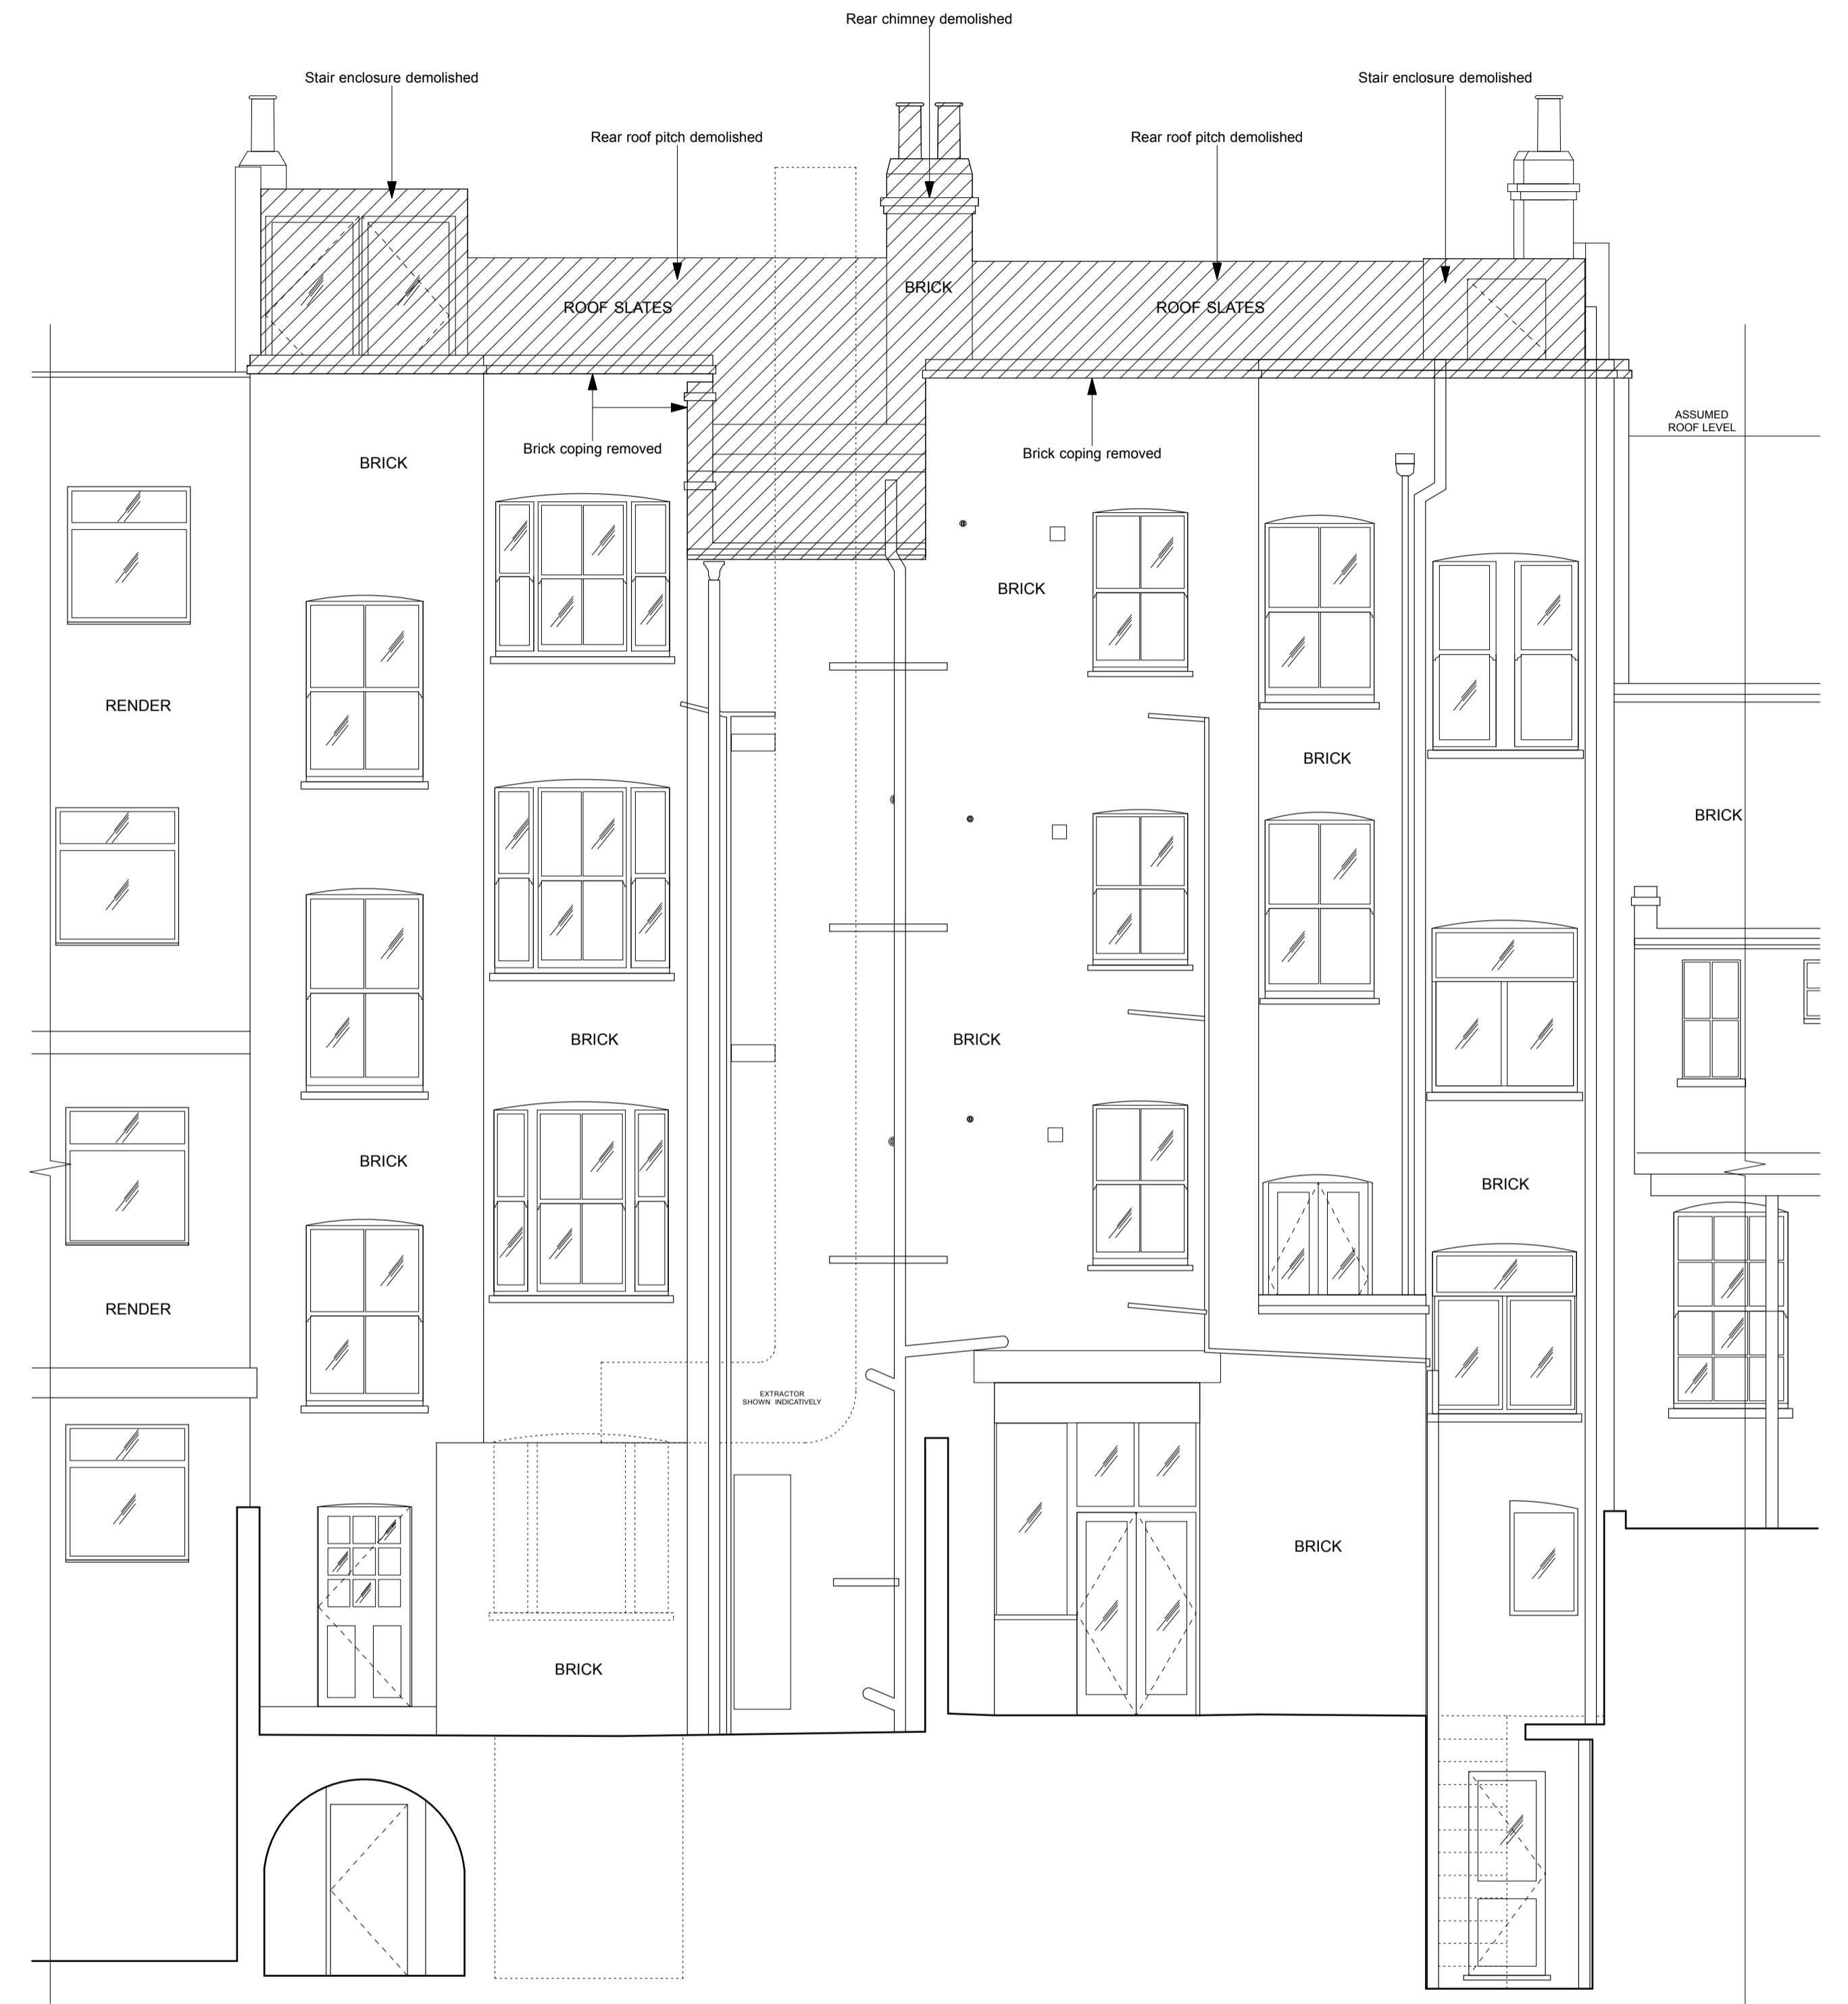 Rear chimney demolished
Stair enclosure demolished
Stair enclosure demolished
Rear roof pitch demolished
Rear roof pitch demolished
BRICK
ROOF SLATES
ROOF SLATES
ASSUMED
ROOF LEVEL
Brick coping removed
Brick coping removed
BRICK
BRICK
RENDER
BRICK
BRICK
BRICK
BRICK
BRICK
BRICK
BRICK
RENDER
EXTRACTOR
SHOWN INDICATIVELY
BRICK
BRICK